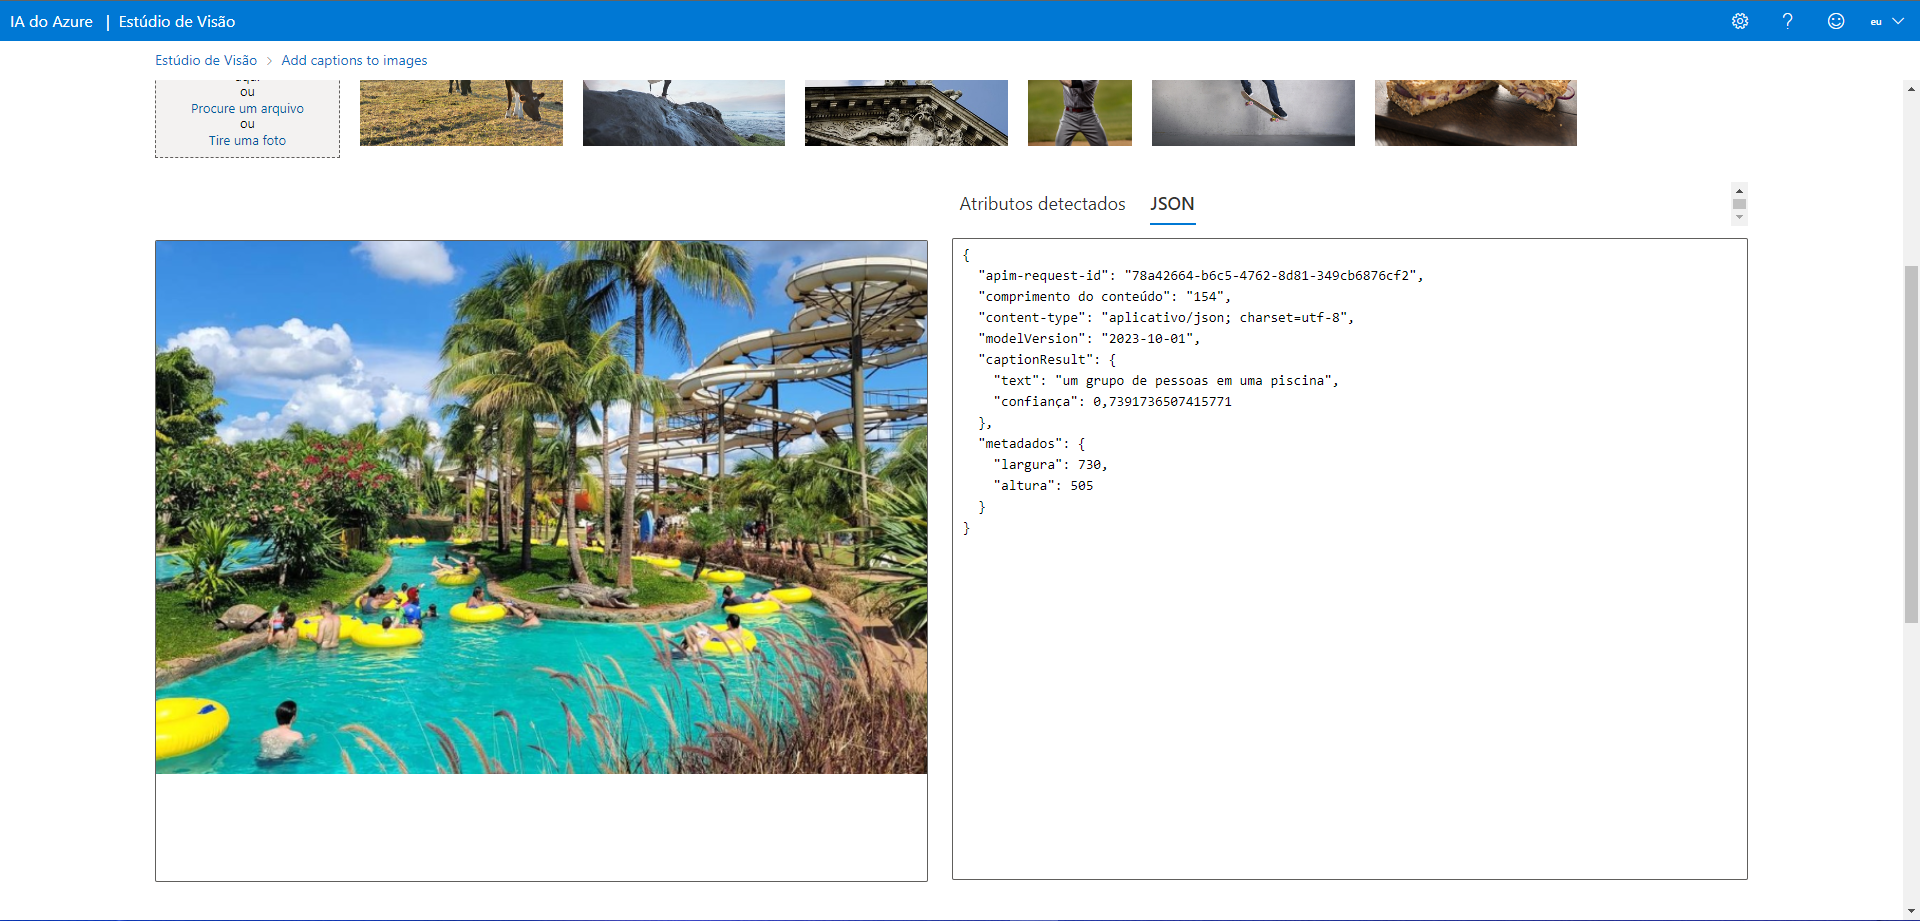 IA do Azure | Estúdio de Visão
eu
Estúdio de Visão > Add captions to images
aqui
ou
Procure um arquivo
ou
Tire uma foto
Atributos detectados JSON
{
"apim-request-id": "78a42664-b6c5-4762-8d81-349cb6876cf2",
"comprimento do conteúdo": "154",
"content-type": "aplicativo/json; charset=utf-8",
"modelVersion": "2023-10-01",
"captionResult": {
"text": "um grupo de pessoas em uma piscina",
"confiança": 0,7391736507415771
},
"metadados": {
"largura": 730,
"altura": 505
}
}